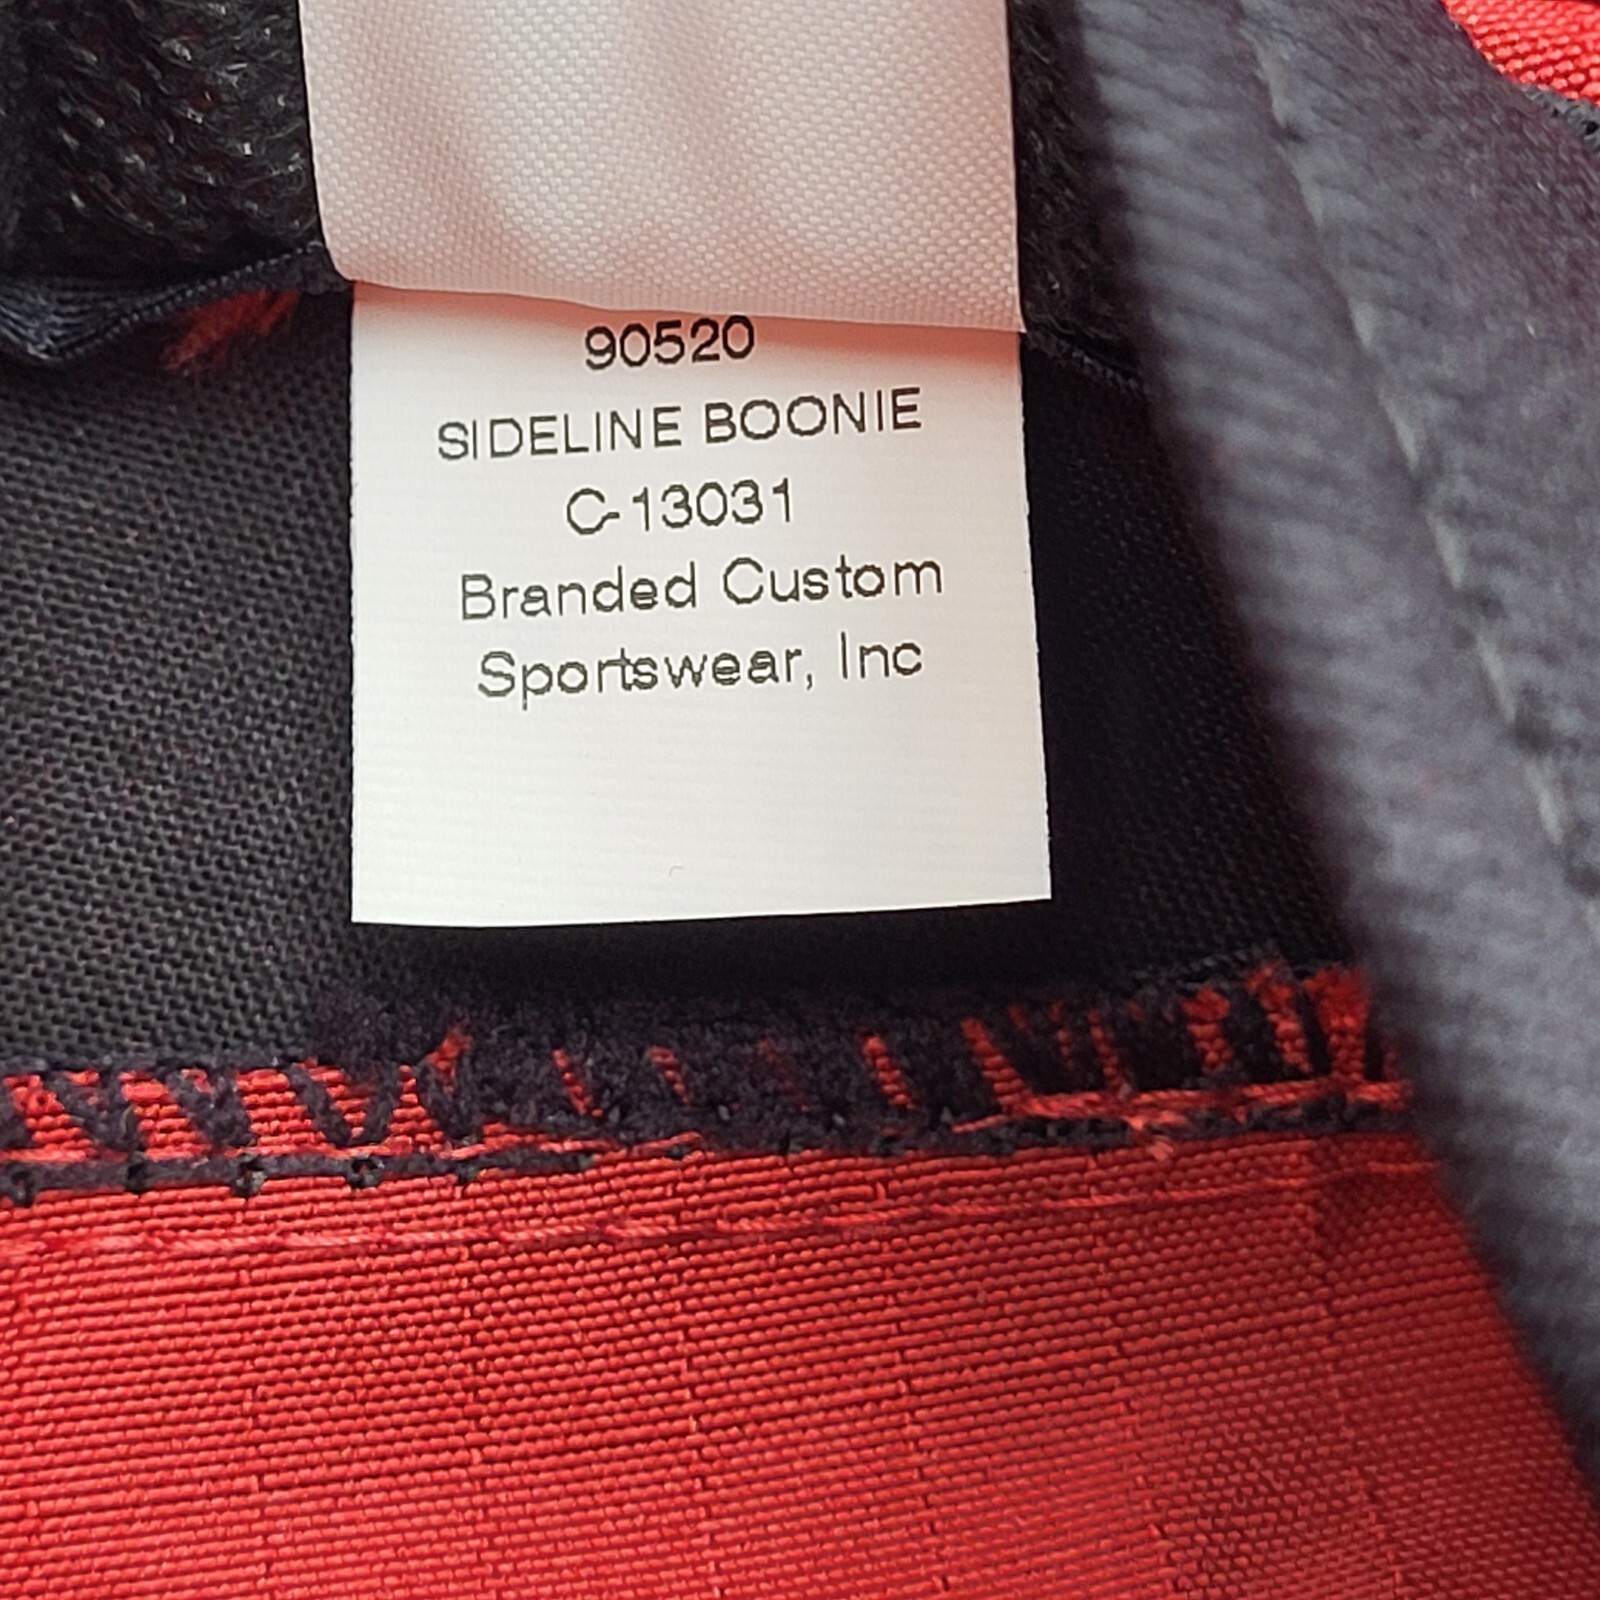 90520
SIDELINE BOONIE
C-13031
Branded Custom
Sportswear, Inc